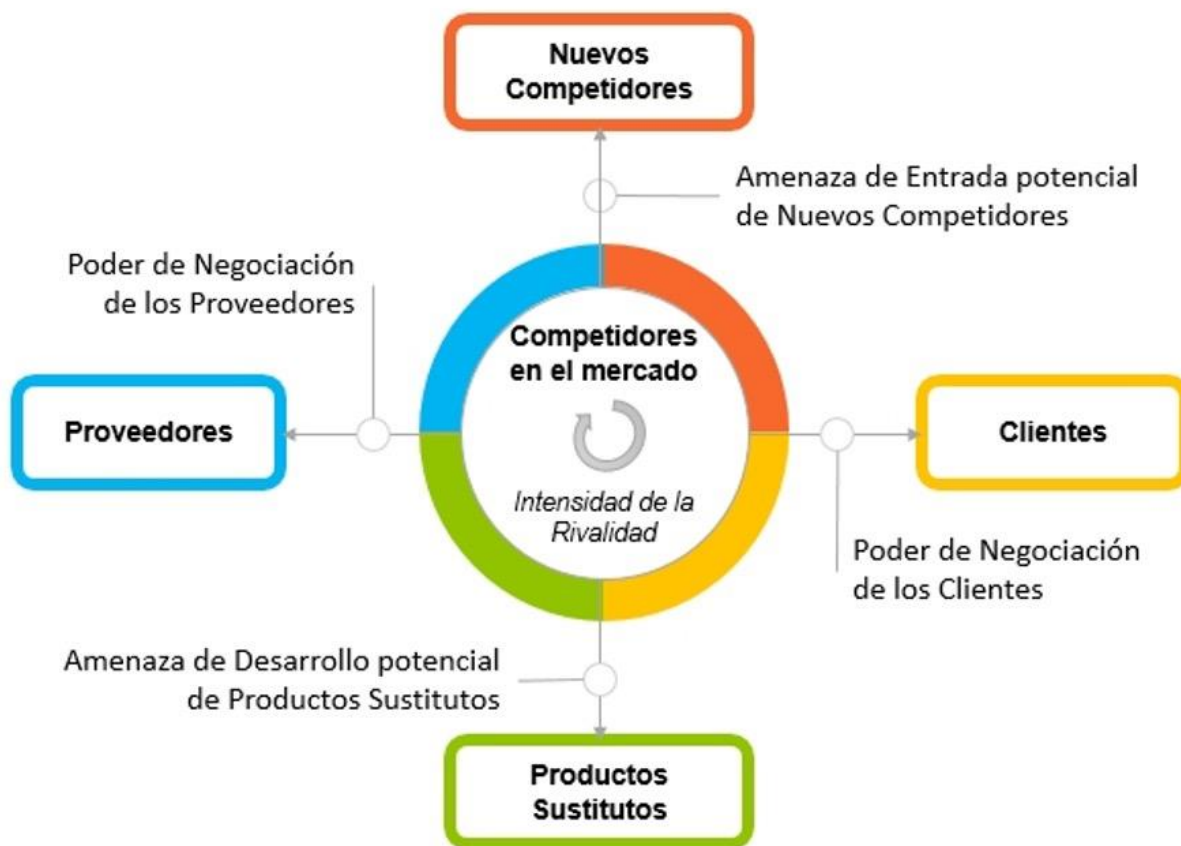 Nuevos
Competidores
Amenaza de Entrada potencial
de Nuevos Competidores
Poder de Negociación
de los Proveedores
Competidores
en el mercado
Proveedores
Clientes
Intensidad de la
Rivalidad
Poder de Negociación
de los Clientes
Amenaza de Desarrollo potencial
de Productos Sustitutos
Productos
Sustitutos